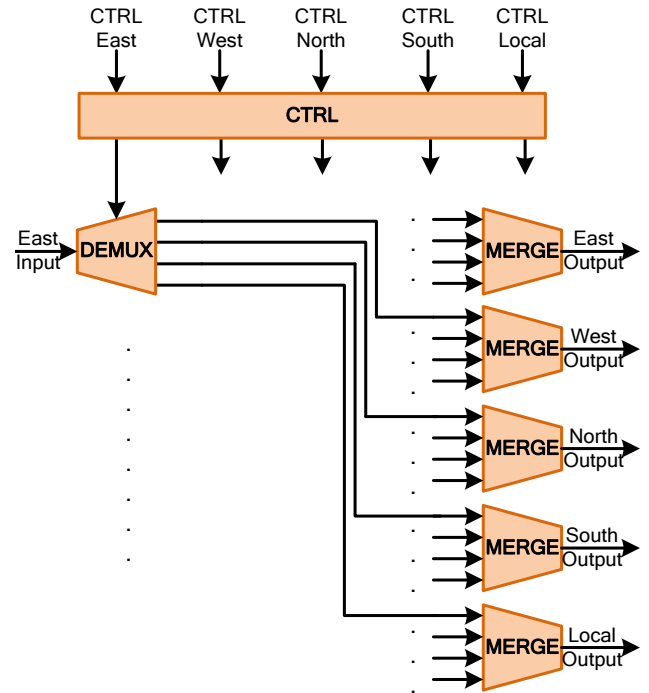 CTRL East
CTRL West
CTRL North
CTRL South
CTRL Local
CTRL
East Input
DEMUX
MERGE
East Output
MERGE
West Output
MERGE
North Output
MERGE
South Output
MERGE
Local Output